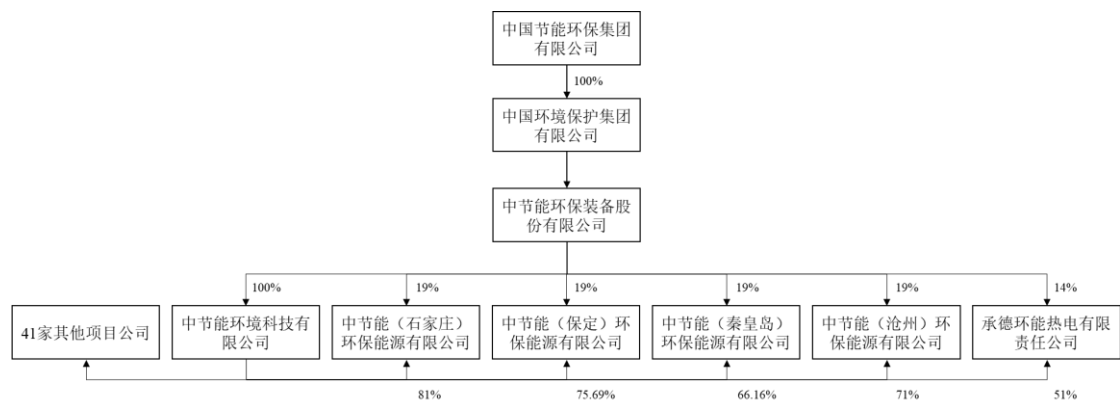 中国节能环保集团
有限公司
100%
中国环境保护集团
有限公司
中节能环保装备股
份有限公司
100%
19%
19%
19%
19%
14%
41家其他项目公司
中节能环境科技有
限公司
中节能（石家庄）
环保能源有限公司
中节能（保定）环
保能源有限公司
中节能（秦皇岛）
环保能源有限公司
中节能（沧州）环
保能源有限公司
承德环能热电有限
责任公司
81%
75.69%
66.16%
71%
51%